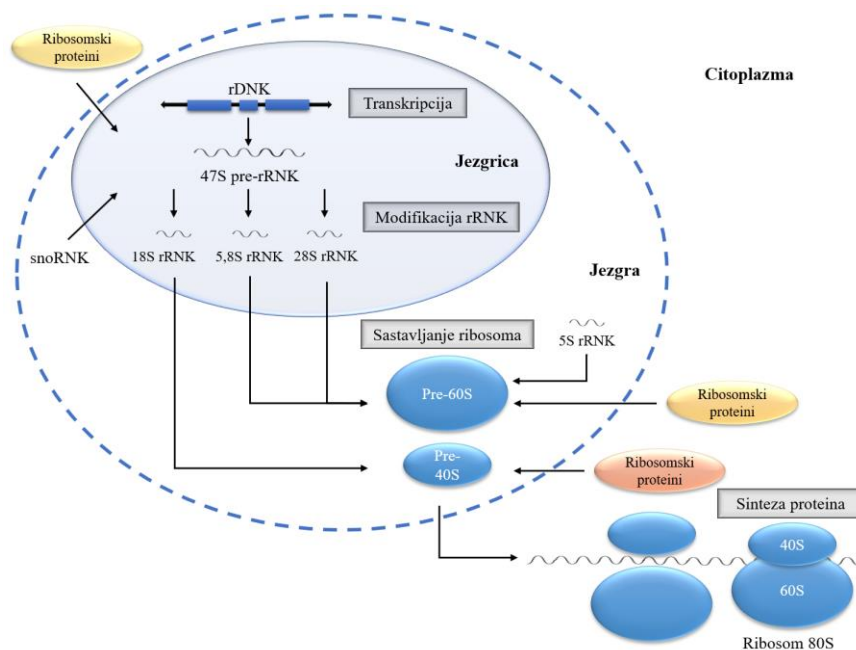 Ribosomski
proteini
Citoplazma
rDNK
Transkripcija
Jezgrica
47S pre-rRNK
Modifikacija rRNK
snoRNK
18S rRNK
5,8S rRNK
28S rRNK
Jezgra
Sastavljanje ribosoma
5S rRNK
Pre-60S
Ribosomski
proteini
Pre-
40S
Ribosomski
proteini
Sinteza proteina
40S
60S
Ribosom 80S